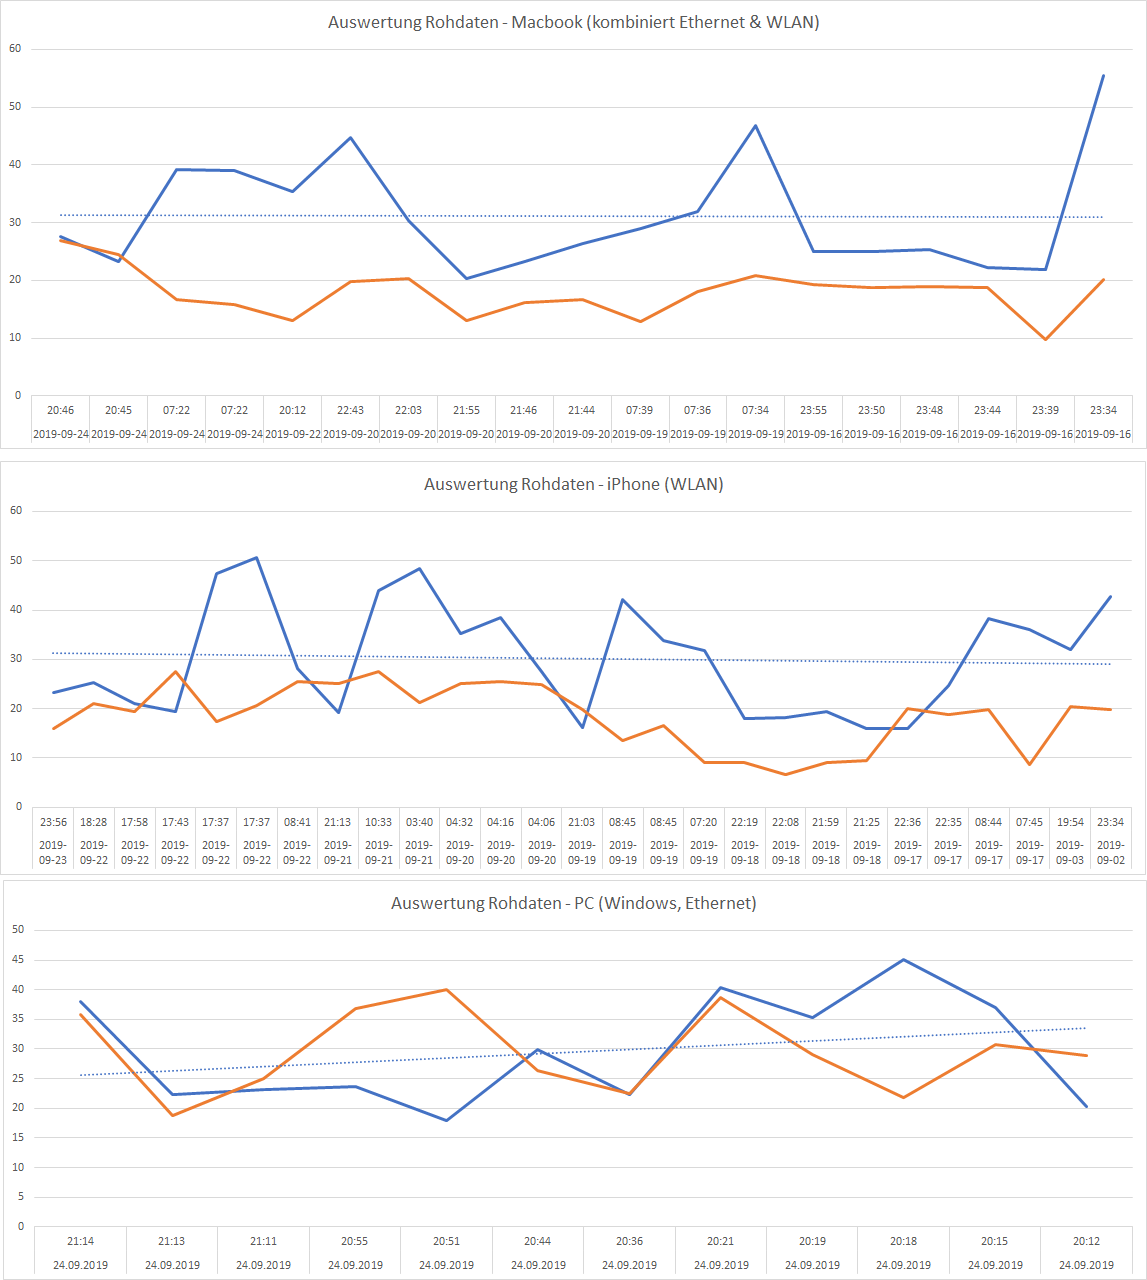 Auswertung Rohdaten - Macbook (kombiniert Ethernet & WLAN)
60
50
40
30
20
10
0
20:46 20:45 07:22 07:22 20:12 22:43 22:03 21:55 21:46 21:44 07:39 07:36 07:34 23:55 23:50 23:48 23:44 23:39 23:34
2019-09-24 2019-09-24 2019-09-24 2019-09-24 2019-09-22 2019-09-20 2019-09-20 2019-09-20 2019-09-20 2019-09-20 2019-09-19 2019-09-19 2019-09-19 2019-09-16 2019-09-16 2019-09-16 2019-09-16 2019-09-16 2019-09-16
Auswertung Rohdaten - iPhone (WLAN)
60
50
40
30
20
10
0
23:56 18:28 17:58 17:43 17:37 17:37 08:41 21:13 10:33 03:40 04:32 04:16 04:06 21:03 08:45 08:45 07:20 22:19 22:08 21:59 21:25 22:36 22:35 08:44 07:45 19:54 23:34
2019- 2019- 2019- 2019- 2019- 2019- 2019- 2019- 2019- 2019- 2019- 2019- 2019- 2019- 2019- 2019- 2019- 2019- 2019- 2019- 2019- 2019- 2019- 2019- 2019- 2019- 2019-
09-23 09-22 09-22 09-22 09-22 09-22 09-22 09-21 09-21 09-21 09-20 09-20 09-20 09-19 09-19 09-19 09-19 09-18 09-18 09-18 09-18 09-17 09-17 09-17 09-17 09-03 09-02
Auswertung Rohdaten - PC (Windows, Ethernet)
50
45
40
35
30
25
20
15
10
5
0
21:14 21:13 21:11 20:55 20:51 20:44 20:36 20:21 20:19 20:18 20:15 20:12
24.09.2019 24.09.2019 24.09.2019 24.09.2019 24.09.2019 24.09.2019 24.09.2019 24.09.2019 24.09.2019 24.09.2019 24.09.2019 24.09.2019